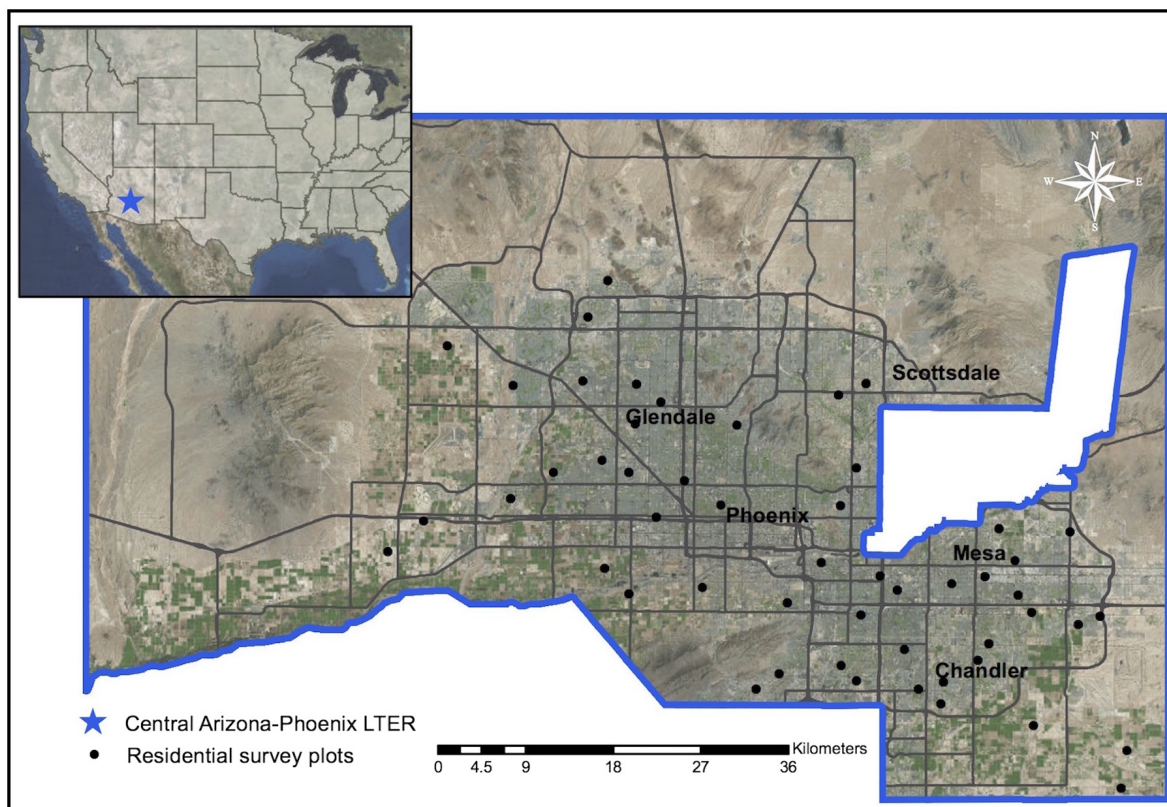 N
W E
S
Scottsdale
Glendale
Phoenix
Mesa
Chandler
Central Arizona-Phoenix LTER
Residential survey plots
Kilometers
0 4.5 9 18 27 36